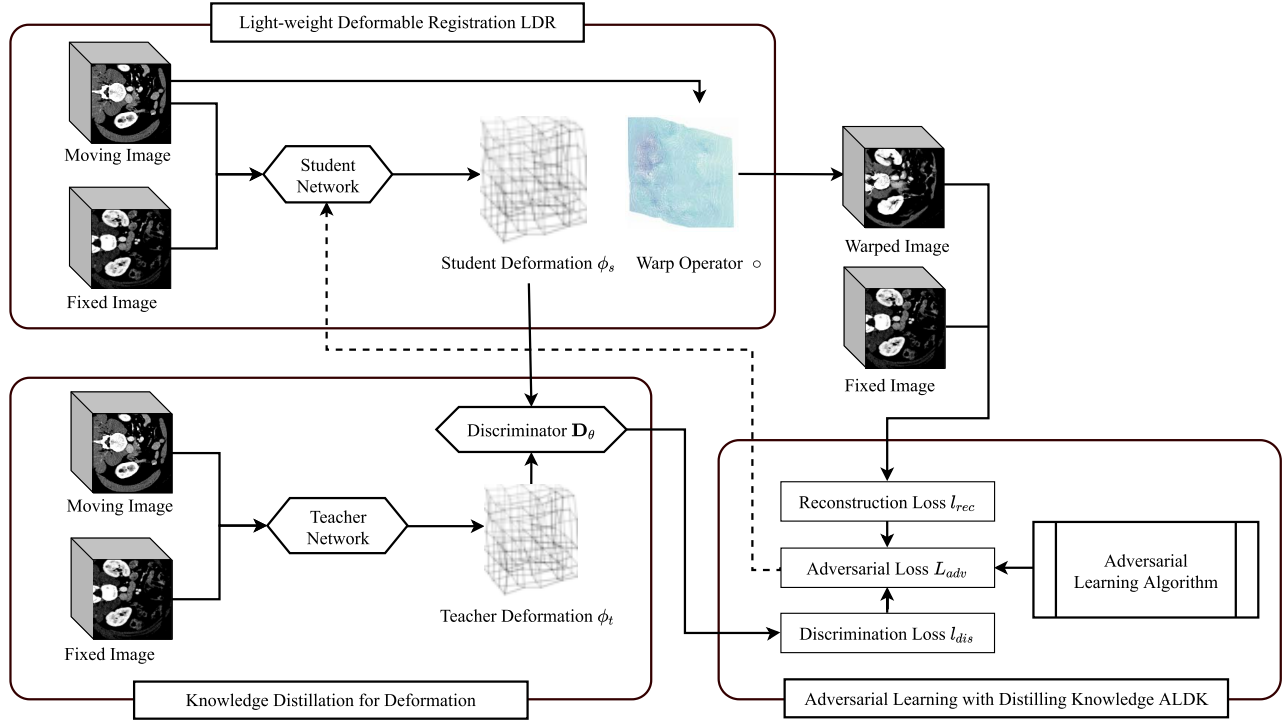 Light-weight Deformable Registration LDR
Moving Image
Student
Network
Fixed Image
Student Deformation ϕ_s
Warp Operator ∘
Warped Image
Fixed Image
Moving Image
Teacher
Network
Fixed Image
Discriminator D_θ
Teacher Deformation ϕ_t
Knowledge Distillation for Deformation
Reconstruction Loss l_rec
Adversarial Loss L_adv
Discrimination Loss l_dis
Adversarial
Learning Algorithm
Adversarial Learning with Distilling Knowledge ALDK